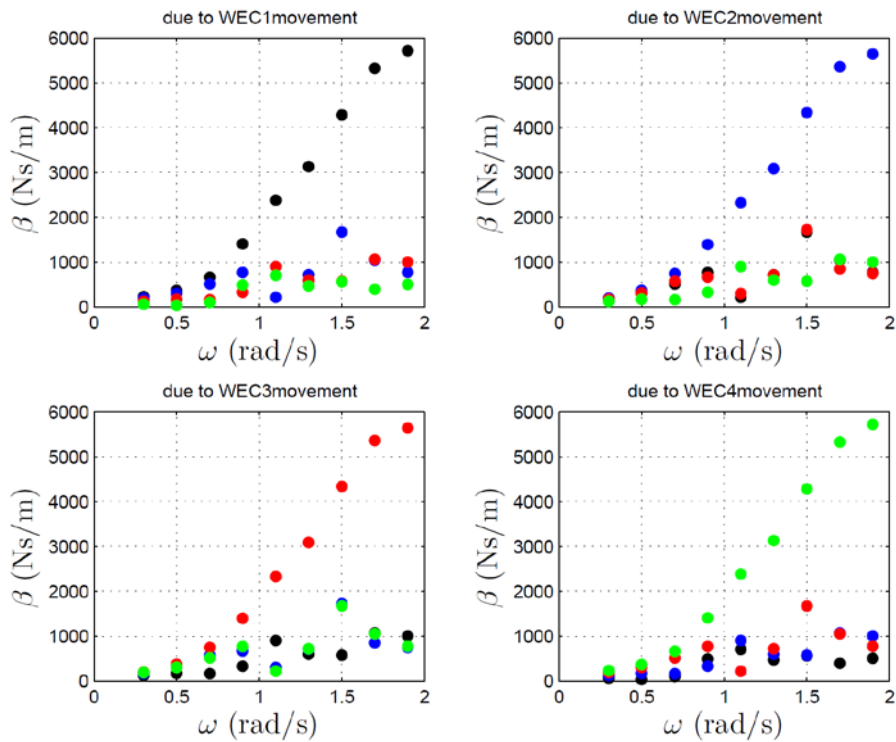 due to WEC1movement
6000
5000
4000
3000
2000
1000
0
β (Ns/m)
0 0.5 1 1.5 2
ω (rad/s)
due to WEC2movement
6000
5000
4000
3000
2000
1000
0
β (Ns/m)
0 0.5 1 1.5 2
ω (rad/s)
due to WEC3movement
6000
5000
4000
3000
2000
1000
0
β (Ns/m)
0 0.5 1 1.5 2
ω (rad/s)
due to WEC4movement
6000
5000
4000
3000
2000
1000
0
β (Ns/m)
0 0.5 1 1.5 2
ω (rad/s)